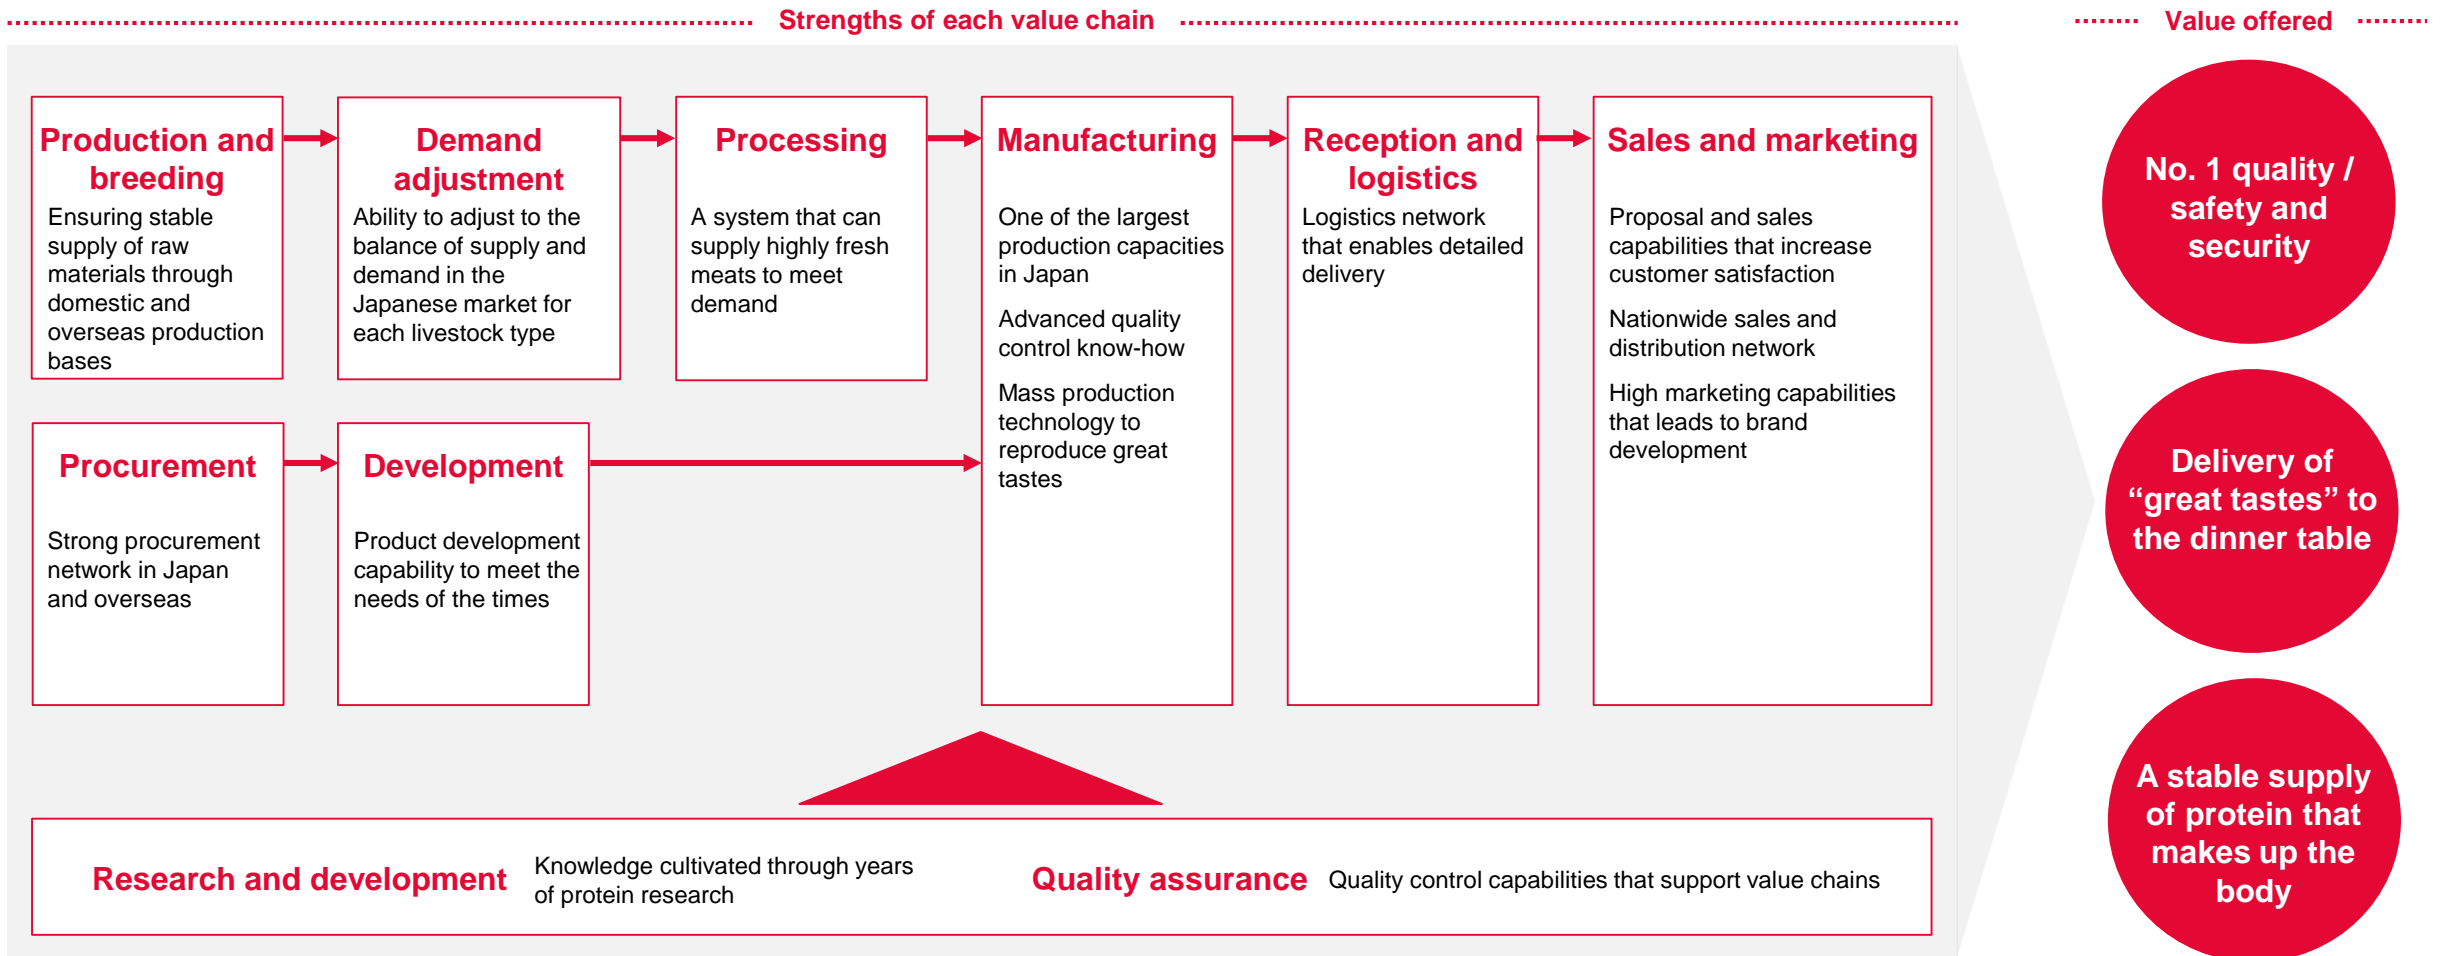 Strengths of each value chain
Value offered
Production and
breeding
Ensuring stable
supply of raw
materials through
domestic and
overseas production
bases
Demand
adjustment
Ability to adjust to the
balance of supply and
demand in the
Japanese market for
each livestock type
Processing
A system that can
supply highly fresh
meats to meet
demand
Manufacturing
One of the largest
production capacities
in Japan
Advanced quality
control know-how
Mass production
technology to
reproduce great
tastes
Reception and
logistics
Logistics network
that enables detailed
delivery
Sales and marketing
Proposal and sales
capabilities that increase
customer satisfaction
Nationwide sales and
distribution network
High marketing capabilities
that leads to brand
development
Procurement
Strong procurement
network in Japan
and overseas
Development
Product development
capability to meet the
needs of the times
Research and development
Knowledge cultivated through years
of protein research
Quality assurance
Quality control capabilities that support value chains
No. 1 quality /
safety and
security
Delivery of
“great tastes” to
the dinner table
A stable supply
of protein that
makes up the
body